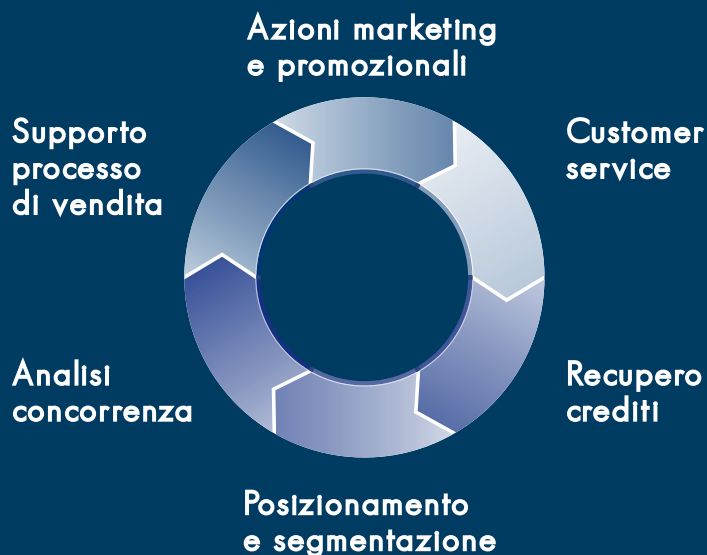 Azioni marketing
e promozionali
Customer
service
Recupero
crediti
Posizionamento
e segmentazione
Analisi
concorrenza
Supporto
processo
di vendita